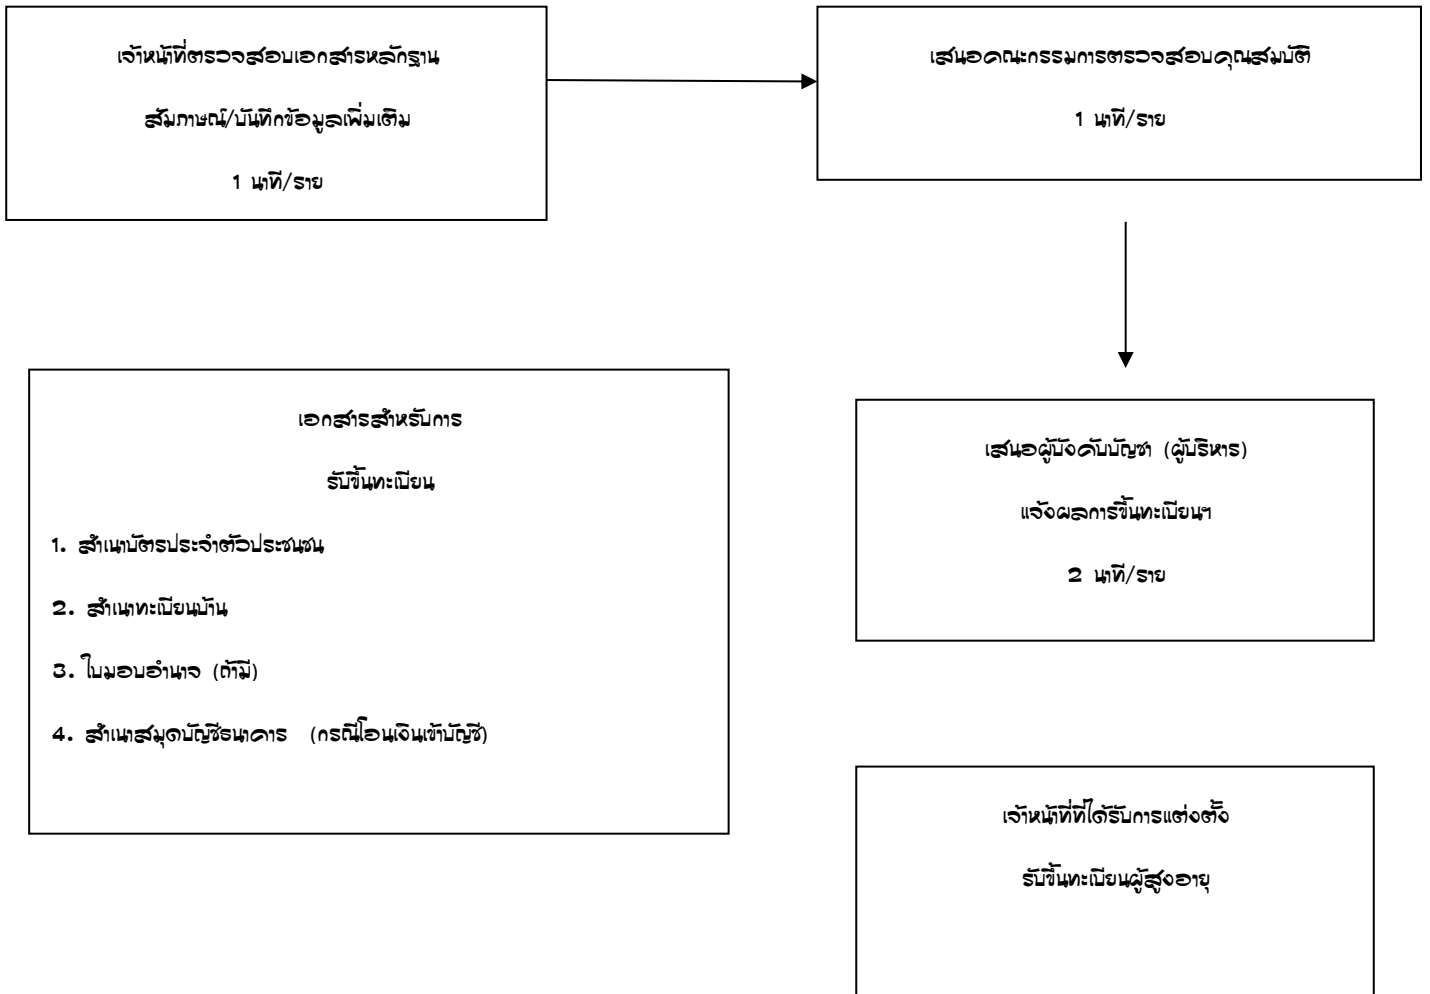 เจ้าหน้าที่ตรวจสอบเอกสารหลักฐาน
สัมภาษณ์/บันทึกข้อมูลเพิ่มเติม
1 นาที/ราย
เสนอคณะกรรมการตรวจสอบคุณสมบัติ
1 นาที/ราย
เอกสารสำหรับการ
รับขึ้นทะเบียน
1. สำเนาบัตรประจำตัวประชนชน
2. สำเนาทะเบียนบ้าน
3. ใบมอบอำนาจ (ถ้ามี)
4. สำเนาสมุดบัญชีธนาคาร (กรณีโอนเงินเข้าบัญชี)
เสนอผู้บังคับบัญชา (ผู้บริหาร)
แจ้งผลการขึ้นทะเบียนฯ
2 นาที/ราย
เจ้าหน้าที่ที่ได้รับการแต่งตั้ง
รับขึ้นทะเบียนผู้สูงอายุ